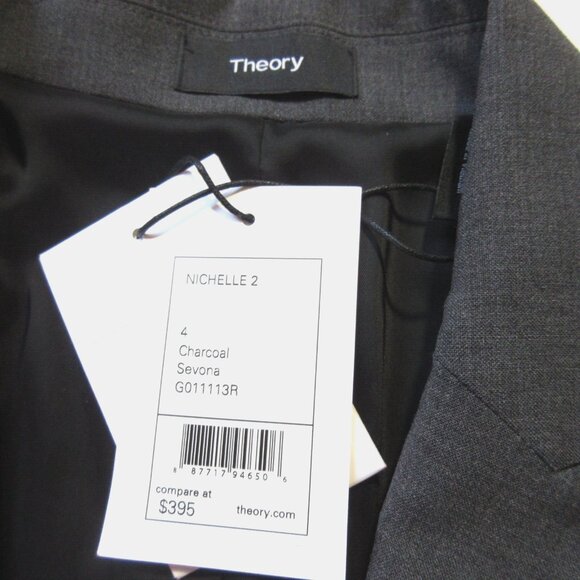 Theory
NICHELLE 2
4
Charcoal
Sevona
G011113R
8 87717 94650 6
compare at
$395 theory.com